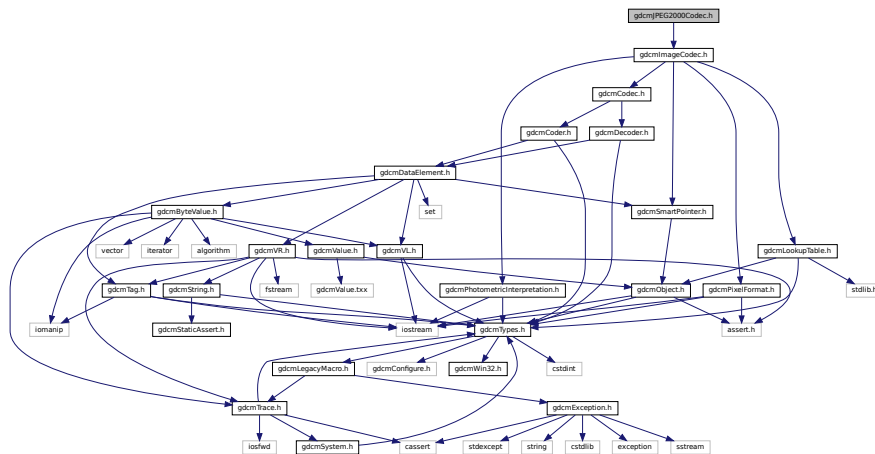 gdcmJPEG2000Codec.h
gdcmImageCodec.h
gdcmCodec.h
gdcmCoder.h
gdcmDecoder.h
gdcmDataElement.h
gdcmByteValue.h
set
gdcmSmartPointer.h
vector
iterator
algorithm
gdcmVR.h
gdcmValue.h
gdcmVL.h
gdcmLookupTable.h
gdcmTag.h
gdcmString.h
fstream
gdcmValue.txx
gdcmPhotometricInterpretation.h
gdcmObject.h
gdcmPixelFormat.h
stdlib.h
iomanip
gdcmStaticAssert.h
iostream
gdcmTypes.h
assert.h
gdcmLegacyMacro.h
gdcmConfigure.h
gdcmWin32.h
cstdint
gdcmTrace.h
gdcmException.h
iosfwd
gdcmSystem.h
cassert
stdexcept
string
cstdlib
exception
sstream